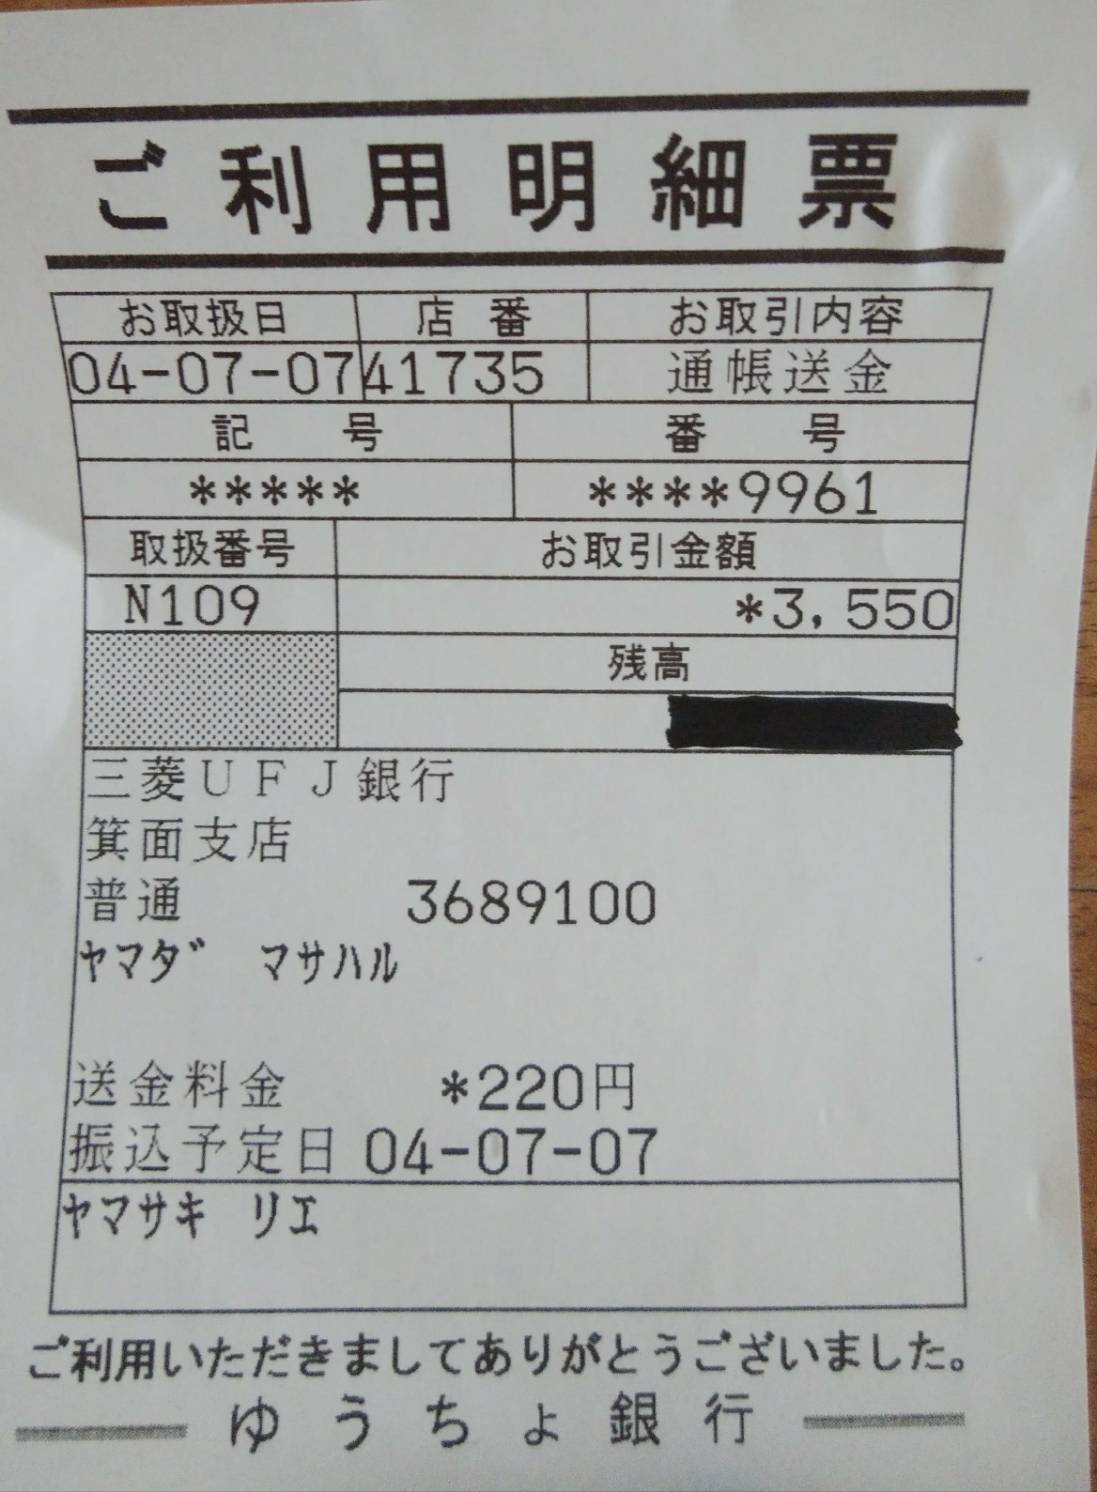 ご利用明細票
お取扱日 店番 お取引内容
04-07-07 41735 通帳送金
記号 番号
***** ****9961
取扱番号 お取引金額
N109 *3,550
残高
三菱UFJ銀行
箕面支店
普通 3689100
ヤマダ マサハル
送金料金 *220円
振込予定日 04-07-07
ヤマサキ リエ
ご利用いただきましてありがとうございました。
ゆうちょ銀行